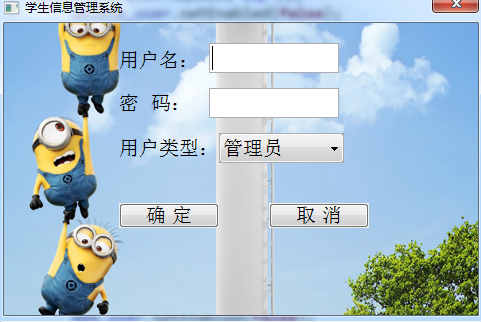 学生信息管理系统
用户名：
密 码：
用户类型： 管理员
确 定 取 消